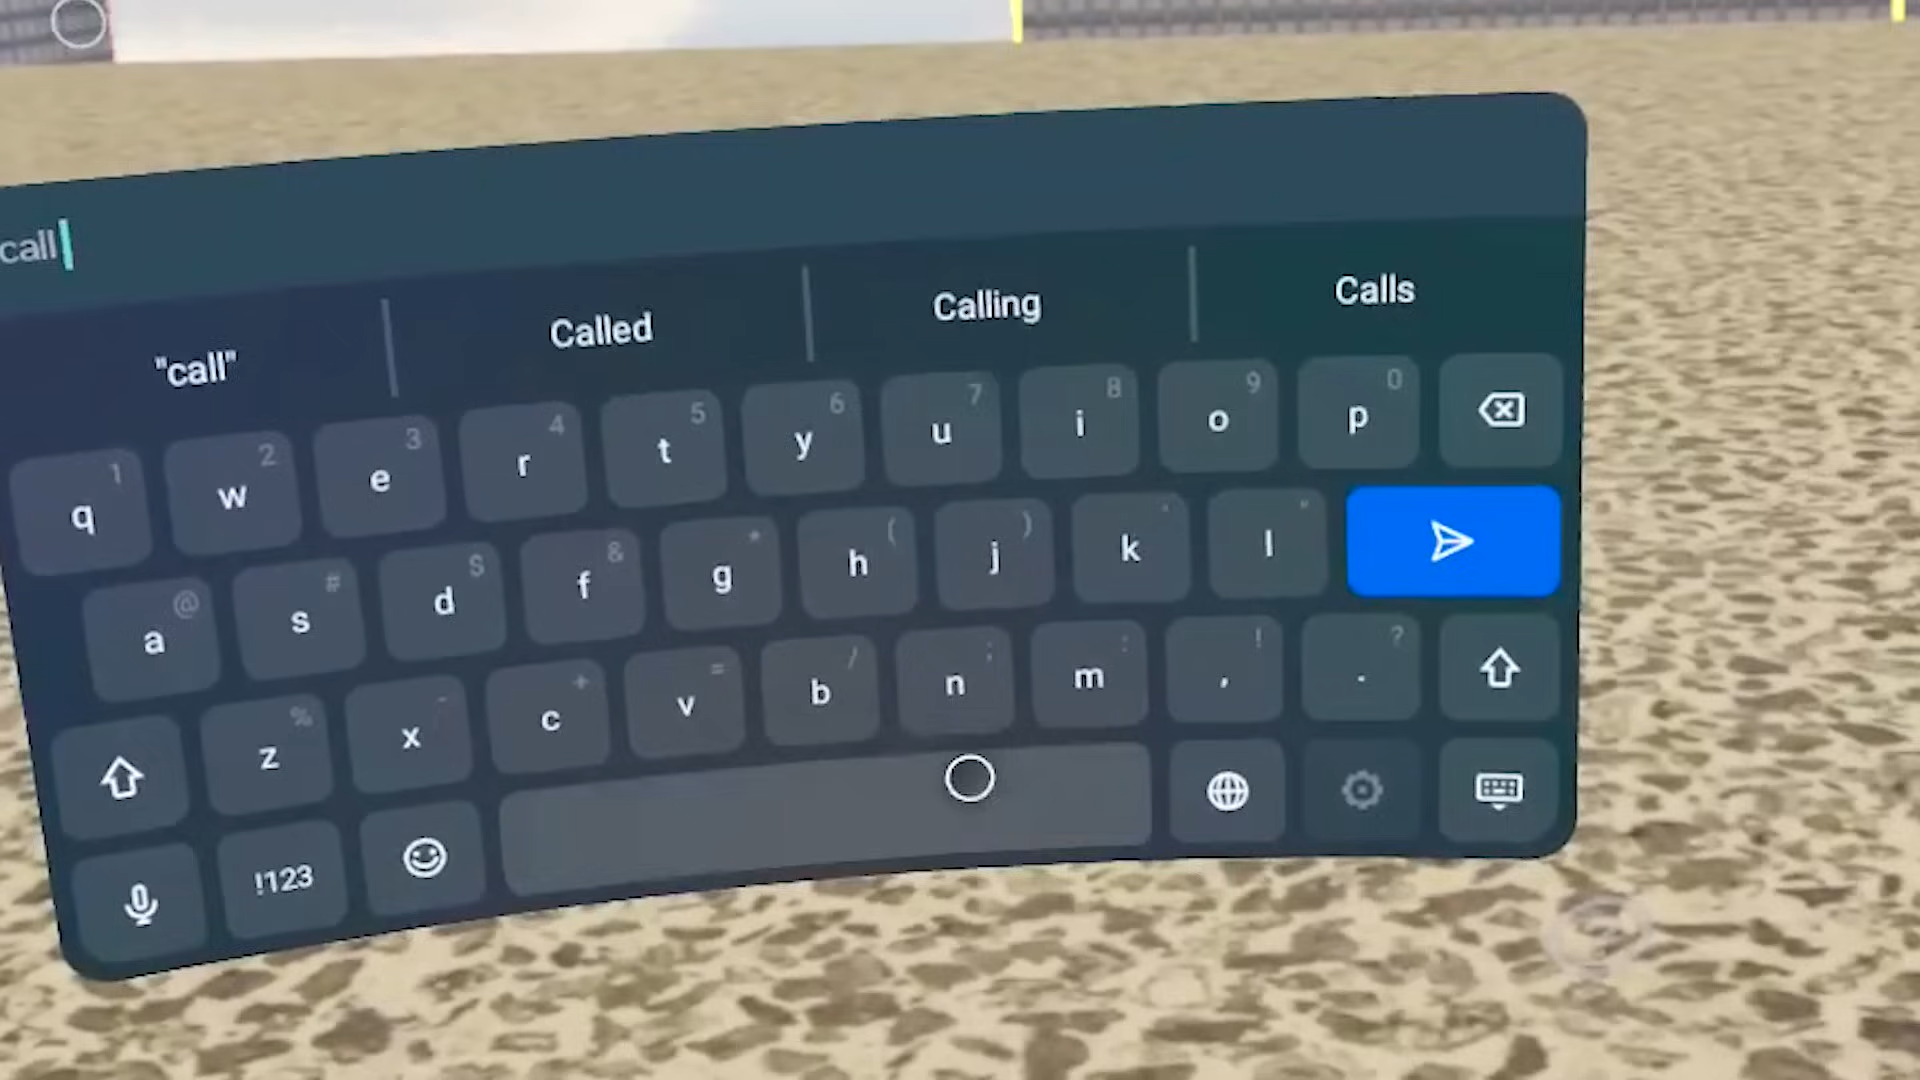 call
"call" Called Calling Calls
1 2 3 4 5 6 7 8 9 0
q w e r t y u i o p
@ # $ & * ( ) ' "
a s d f g h j k l
% - + = / ; : ! ?
z x c v b n m , .
!123